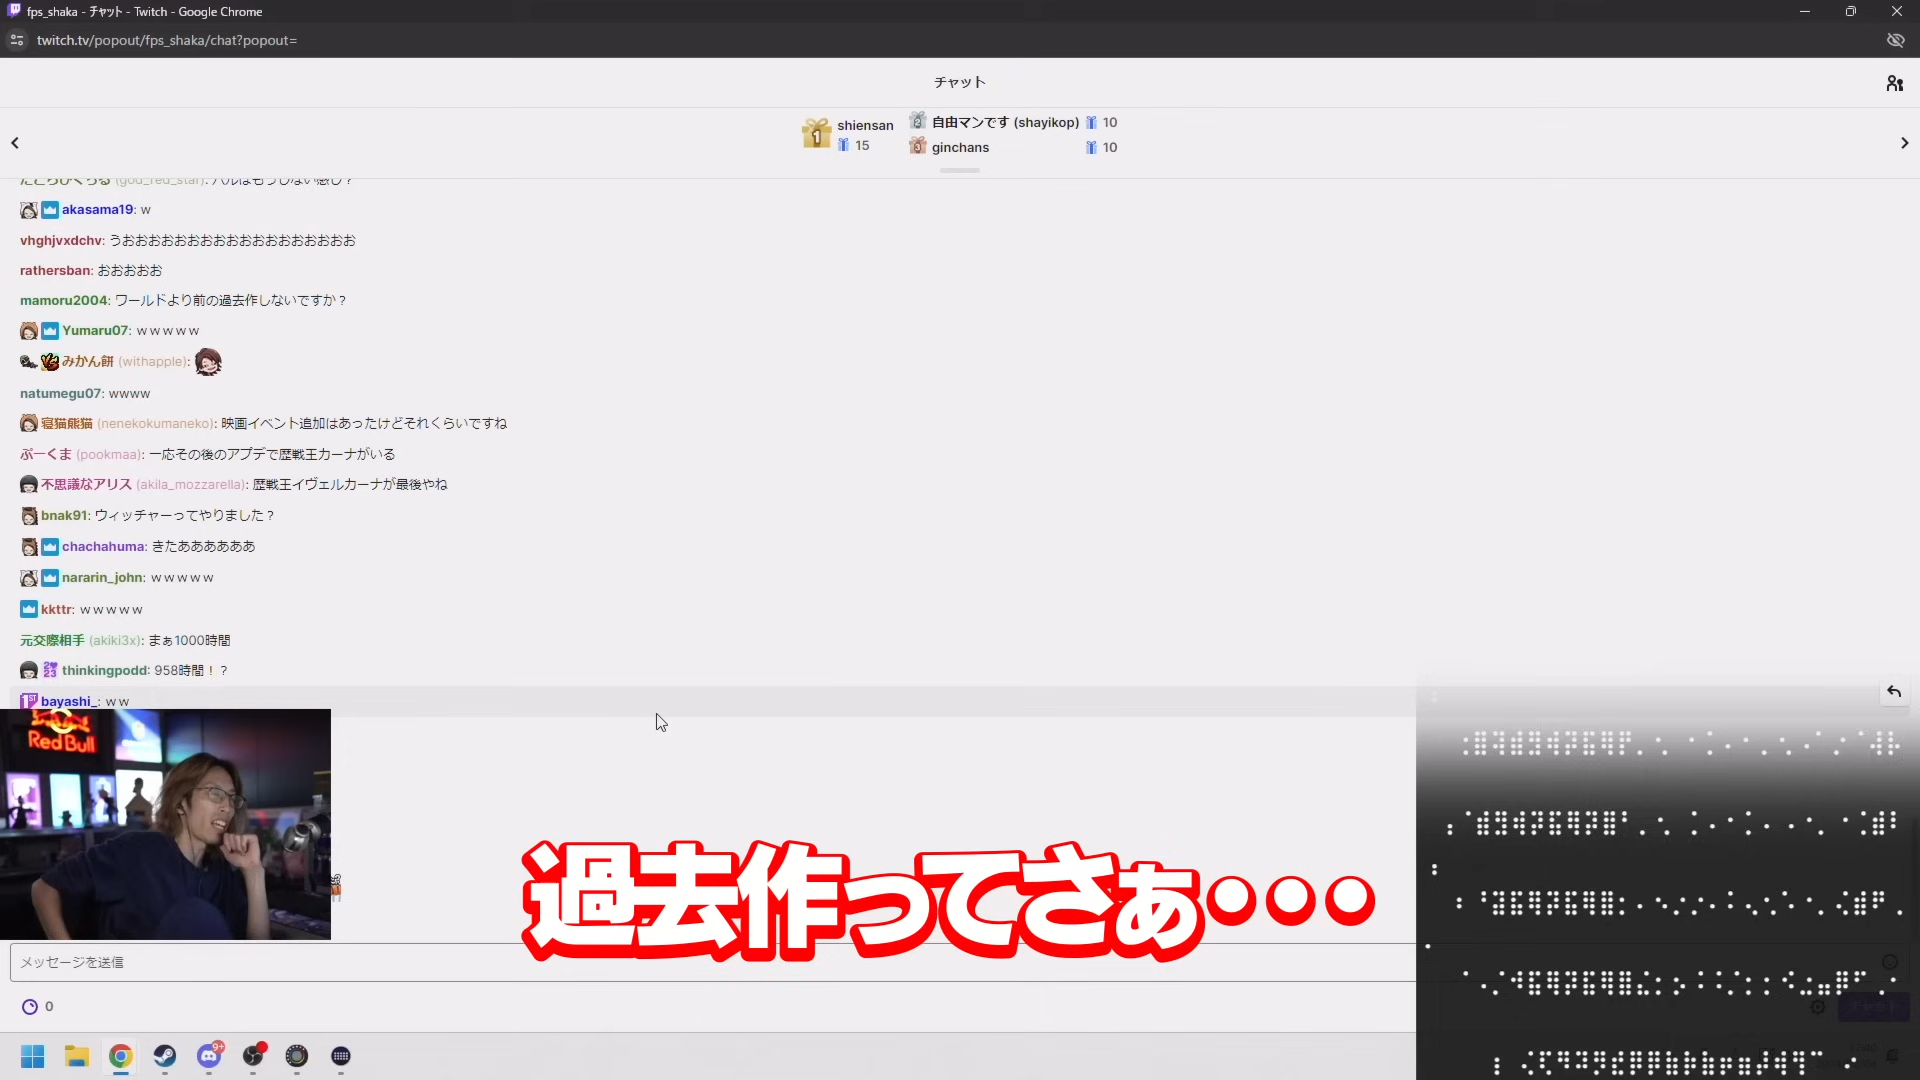 fps_shaka - チャット - Twitch - Google Chrome
twitch.tv/popout/fps_shaka/chat?popout=
チャット
1 shiensan 15
2 自由マンです (shayikop) 10
3 ginchans 10
akasama19: w
vhghjvxdchv: うおおおおおおおおおおおおおおおおおお
rathersban: おおおおお
mamoru2004: ワールドより前の過去作しないですか？
Yumaru07: ｗｗｗｗｗ
みかん餅 (withapple):
natumegu07: wwww
寝猫熊猫 (nenekokumaneko): 映画イベント追加はあったけどそれくらいですね
ぷーくま (pookmaa): 一応その後のアプデで歴戦王カーナがいる
不思議なアリス (akila_mozzarella): 歴戦王イヴェルカーナが最後やね
bnak91: ウィッチャーってやりました？
chachahuma: きたああああああ
nararin_john: ｗｗｗｗｗ
kkttr: ｗｗｗｗｗ
元交際相手 (akiki3x): まぁ1000時間
thinkingpodd: 958時間！？
bayashi_: ｗｗ
Red Bull
過去作ってさぁ・・・
メッセージを送信
0
9+